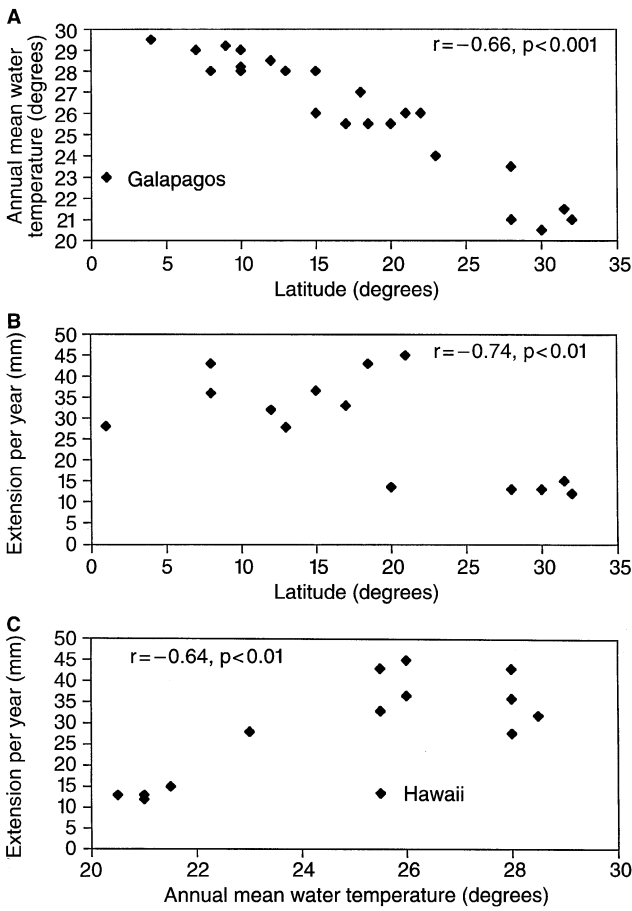 A
r=−0.66, p<0.001
Annual mean water
temperature (degrees)
30
29
28
27
26
25
24
23
22
21
20
Galapagos
0 5 10 15 20 25 30 35
Latitude (degrees)
B
r=−0.74, p<0.01
Extension per year (mm)
50
45
40
35
30
25
20
15
10
5
0
0 5 10 15 20 25 30 35
Latitude (degrees)
C
r=−0.64, p<0.01
Extension per year (mm)
50
45
40
35
30
25
20
15
10
5
0
Hawaii
20 22 24 26 28 30
Annual mean water temperature (degrees)